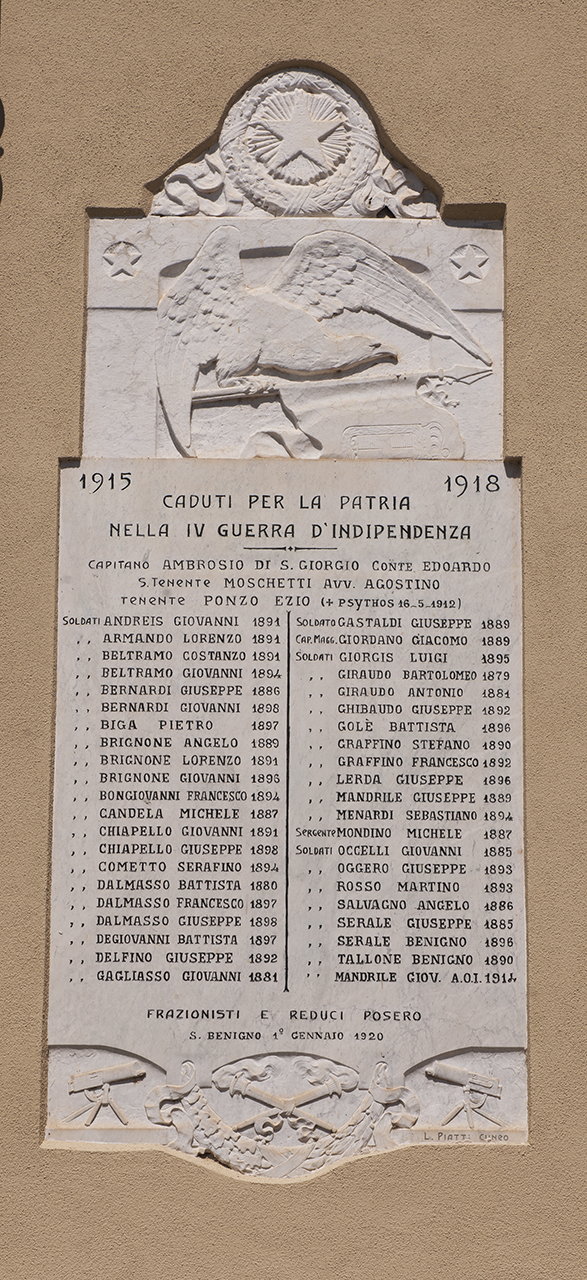 1915 1918
CADUTI PER LA PATRIA
NELLA IV GUERRA D'INDIPENDENZA
CAPITANO AMBROSIO DI S. GIORGIO CONTE EDOARDO
S. TENENTE MOSCHETTI AVV. AGOSTINO
TENENTE PONZO EZIO (+ PSYTHOS 16-5-1912)
SOLDATI ANDREIS GIOVANNI 1891
,, ARMANDO LORENZO 1891
,, BELTRAMO COSTANZO 1891
,, BELTRAMO GIOVANNI 1894
,, BERNARDI GIUSEPPE 1886
,, BERNARDI GIOVANNI 1898
,, BIGA PIETRO 1897
,, BRIGNONE ANGELO 1889
,, BRIGNONE LORENZO 1891
,, BRIGNONE GIOVANNI 1896
,, BONGIOVANNI FRANCESCO 1894
,, CANDELA MICHELE 1887
,, CHIAPELLO GIOVANNI 1891
,, CHIAPELLO GIUSEPPE 1898
,, COMETTO SERAFINO 1894
,, DALMASSO BATTISTA 1880
,, DALMASSO FRANCESCO 1897
,, DALMASSO GIUSEPPE 1898
,, DEGIOVANNI BATTISTA 1897
,, DELFINO GIUSEPPE 1892
,, GAGLIASSO GIOVANNI 1881
SOLDATO GASTALDI GIUSEPPE 1889
CAP. MAGG. GIORDANO GIACOMO 1889
SOLDATI GIORGIS LUIGI 1895
,, GIRAUDO BARTOLOMEO 1879
,, GIRAUDO ANTONIO 1881
,, GHIBAUDO GIUSEPPE 1892
,, GOLÈ BATTISTA 1896
,, GRAFFINO STEFANO 1890
,, GRAFFINO FRANCESCO 1892
,, LERDA GIUSEPPE 1896
,, MANDRILE GIUSEPPE 1889
,, MENARDI SEBASTIANO 1894
SERGENTE MONDINO MICHELE 1887
SOLDATI OCCELLI GIOVANNI 1885
,, OGGERO GIUSEPPE 1893
,, ROSSO MARTINO 1893
,, SALVAGNO ANGELO 1886
,, SERALE GIUSEPPE 1885
,, SERALE BENIGNO 1896
,, TALLONE BENIGNO 1890
,, MANDRILE GIOV. A.O.I. 1914
FRAZIONISTI E REDUCI POSERO
S. BENIGNO 1º GENNAIO 1920
L. PIATTI CUNEO